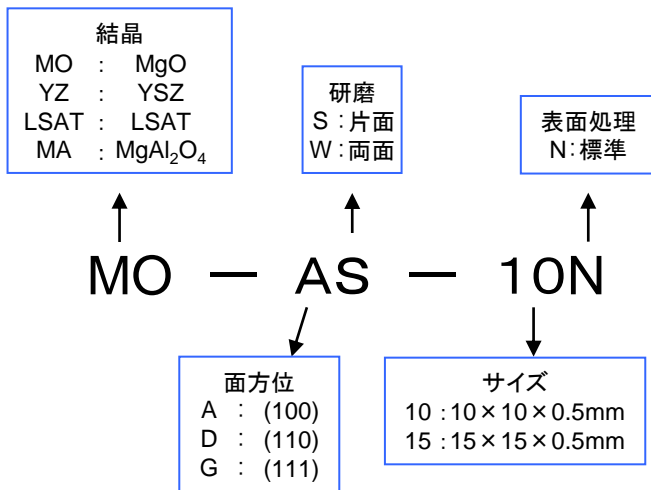 結晶
MO : MgO
YZ : YSZ
LSAT : LSAT
MA : MgAl₂O₄
研磨
S:片面
W:両面
表面処理
N:標準
MO — AS — 10N
面方位
A : (100)
D : (110)
G : (111)
サイズ
10:10×10×0.5mm
15:15×15×0.5mm